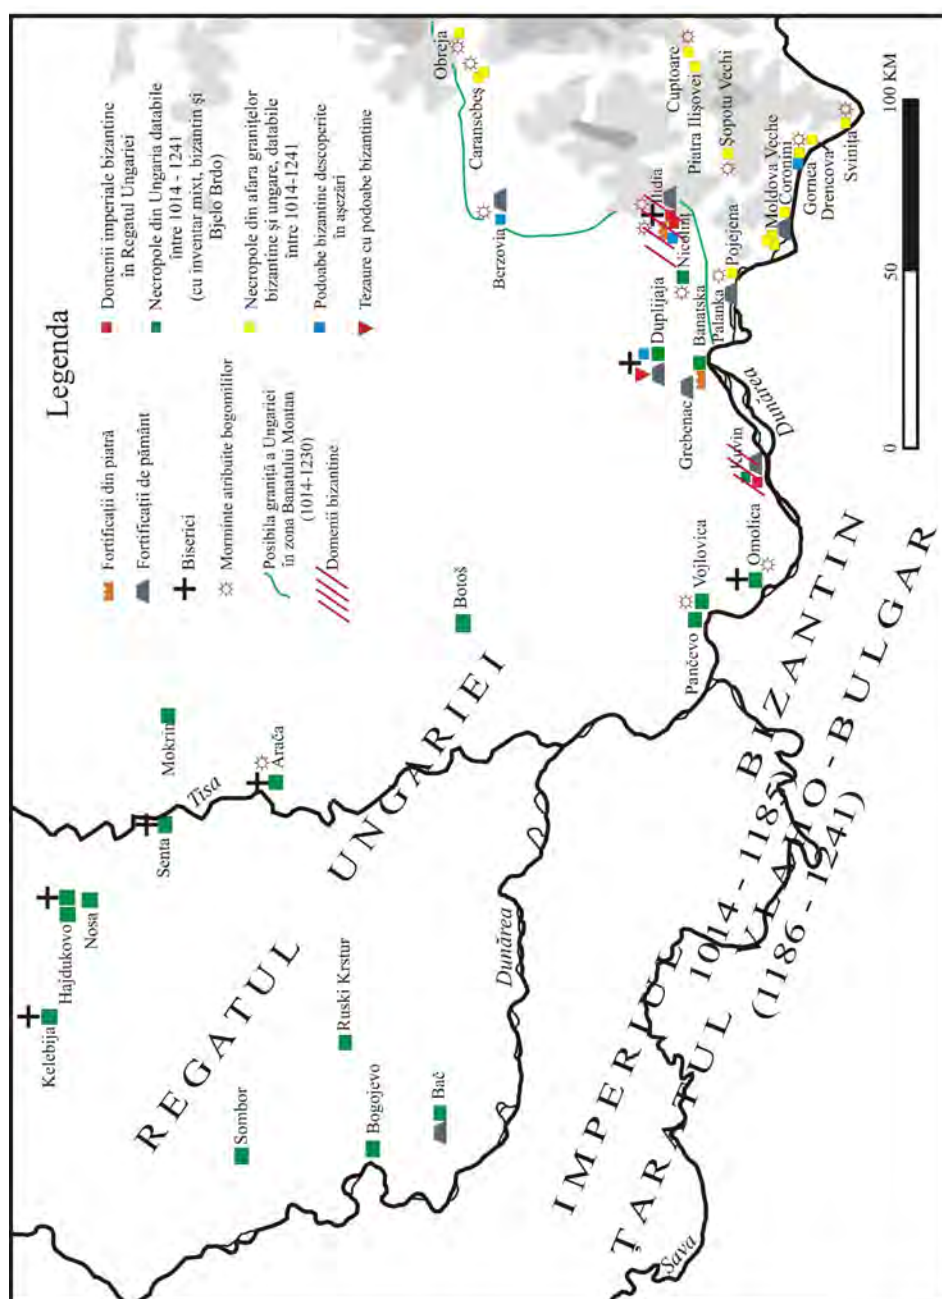 Legenda
Fortificații din piatră
Fortificații de pământ
Biserici
Morminte atribuite bogomililor
Posibila graniță a Ungariei
în zona Banatului Montan
(1014-1230)
Domenii bizantine
Domenii imperiale bizantine
în Regatul Ungariei
Necropole din Ungaria databile
între 1014 - 1241
(cu inventar mixt, bizantin și
Bjelo Brdo)
Necropole din afara granițelor
bizantine și ungare, databile
între 1014-1241
Podoabe bizantine descoperite
în așezări
Tezaure cu podoabe bizantine
Kelebija
Hajdukovo
Nosa
Senta
Mokrin
Tisa
Arača
Sombor
Ruski Krstur
Bogojevo
Bač
Botoš
REGATUL UNGARIEI
Dunărea
Obreja
Caransebeș
Berzovia
Ilidia
Nicolinț
Cuptoare
Piatra Ilișovei
Șopotu Vechi
Moldova Veche
Coronini
Gornea
Drencova
Svinița
Pojejena
Banatska
Palanka
Duplijaja
Grebenac
Dunărea
Kuvin
Omolica
Vojlovica
Pančevo
IMPERIUL BIZANTIN
1014 - 1185)
ȚARATUL VLAHO-BULGAR
(1186 - 1241)
Sava
0
50
100 KM